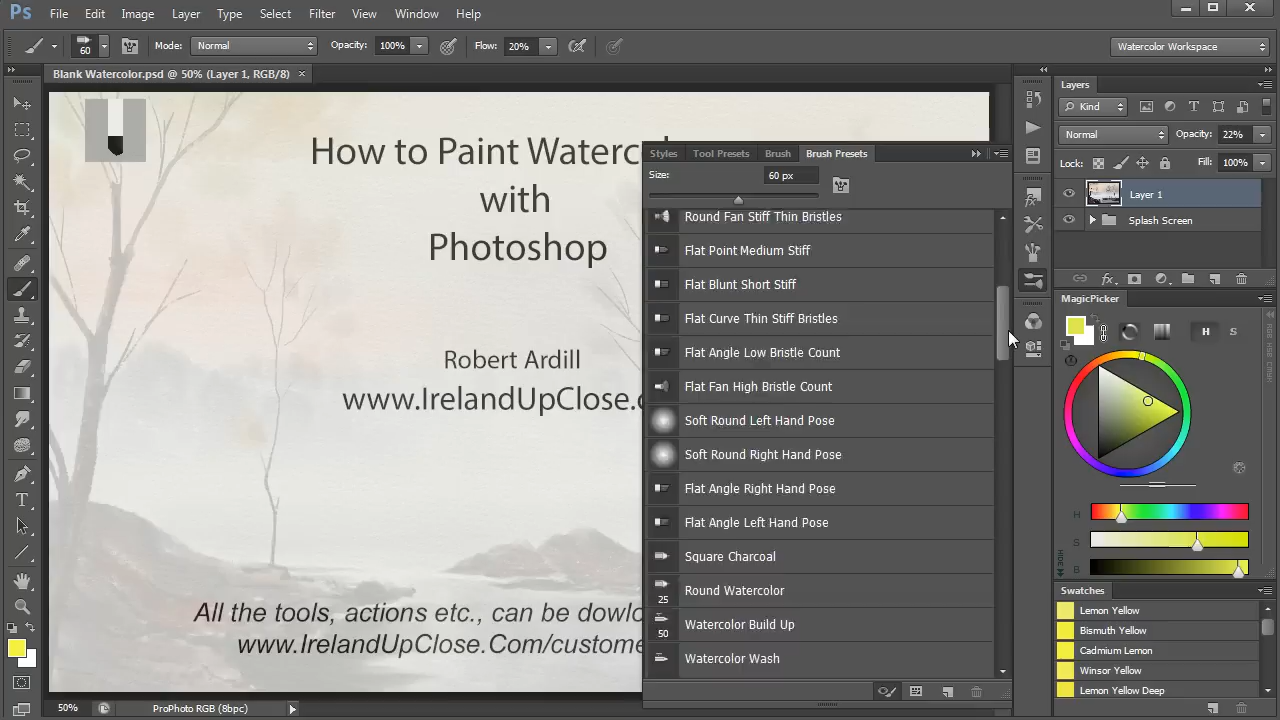 Ps File Edit Image Layer Type Select Filter View Window Help
60 Mode: Normal Opacity: 100% Flow: 20% Watercolor Workspace
Blank Watercolor.psd @ 50% (Layer 1, RGB/8) ×
How to Paint Waterc
with
Photoshop
Robert Ardill
www.IrelandUpClose.c
All the tools, actions etc., can be dowlo
www.IrelandUpClose.Com/custome
50% ProPhoto RGB (8bpc)
Styles Tool Presets Brush Brush Presets
Size: 60 px
Round Fan Stiff Thin Bristles
Flat Point Medium Stiff
Flat Blunt Short Stiff
Flat Curve Thin Stiff Bristles
Flat Angle Low Bristle Count
Flat Fan High Bristle Count
Soft Round Left Hand Pose
Soft Round Right Hand Pose
Flat Angle Right Hand Pose
Flat Angle Left Hand Pose
Square Charcoal
25 Round Watercolor
50 Watercolor Build Up
Watercolor Wash
Layers
Kind
Normal Opacity: 22%
Lock: Fill: 100%
Layer 1
Splash Screen
MagicPicker
H S
H
S
B
Swatches
Lemon Yellow
Bismuth Yellow
Cadmium Lemon
Winsor Yellow
Lemon Yellow Deep